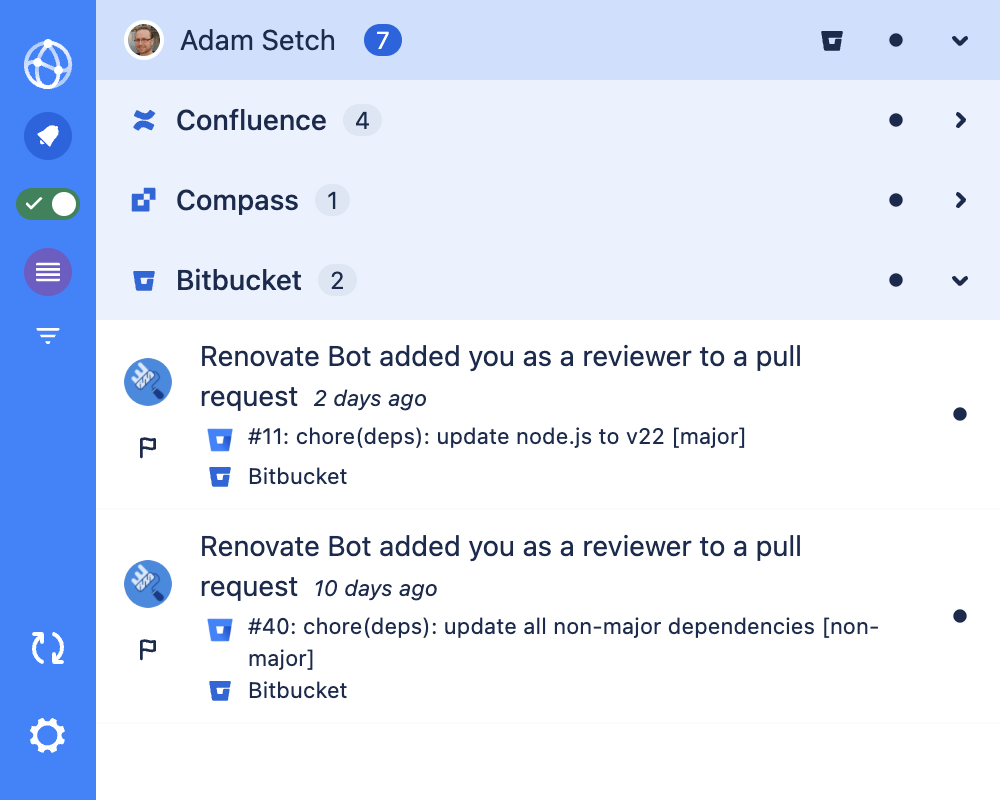 Adam Setch 7
Confluence 4
Compass 1
Bitbucket 2
Renovate Bot added you as a reviewer to a pull
request 2 days ago
#11: chore(deps): update node.js to v22 [major]
Bitbucket
Renovate Bot added you as a reviewer to a pull
request 10 days ago
#40: chore(deps): update all non-major dependencies [non-
major]
Bitbucket